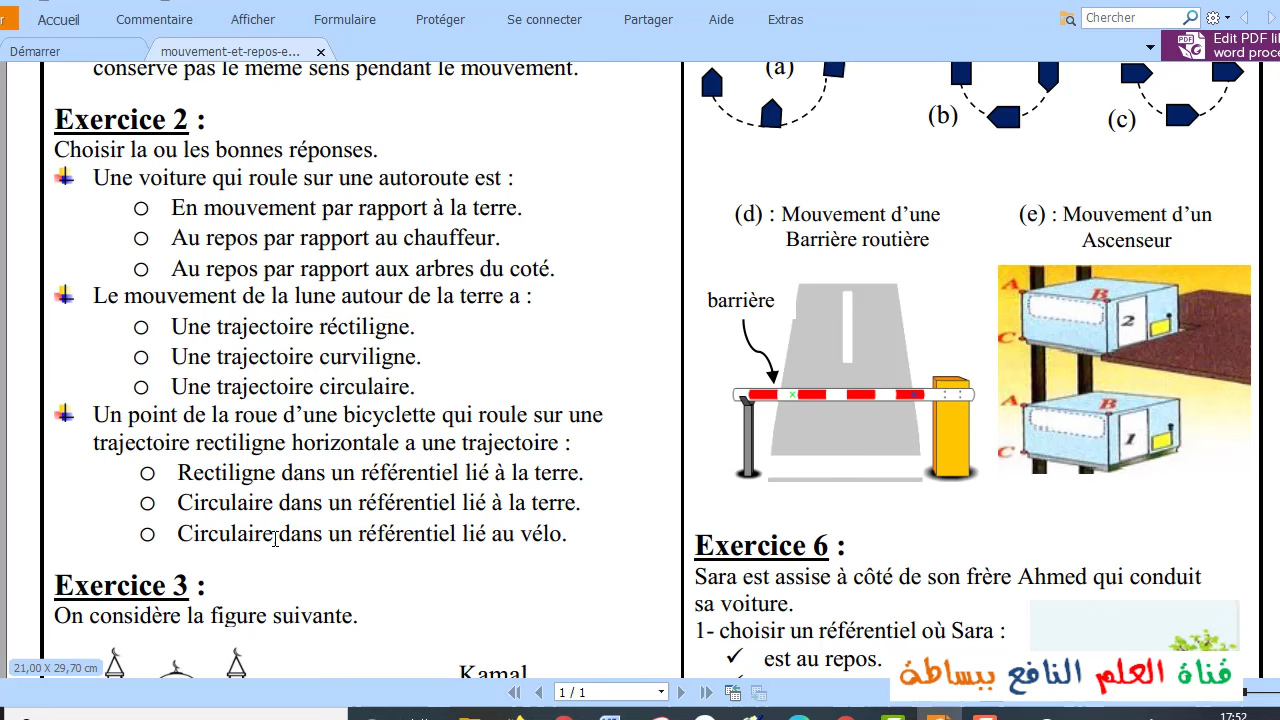 Accueil Commentaire Afficher Formulaire Protéger Se connecter Partager Aide Extras Chercher
Démarrer mouvement-et-repos-e... × Edit PDF
word proce
conserve pas le même sens pendant le mouvement.
Exercice 2 :
Choisir la ou les bonnes réponses.
Une voiture qui roule sur une autoroute est :
En mouvement par rapport à la terre.
Au repos par rapport au chauffeur.
Au repos par rapport aux arbres du coté.
Le mouvement de la lune autour de la terre a :
Une trajectoire réctiligne.
Une trajectoire curviligne.
Une trajectoire circulaire.
Un point de la roue d’une bicyclette qui roule sur une
trajectoire rectiligne horizontale a une trajectoire :
Rectiligne dans un référentiel lié à la terre.
Circulaire dans un référentiel lié à la terre.
Circulaire dans un référentiel lié au vélo.
Exercice 3 :
On considère la figure suivante.
Kamal
(a)
(b)
(c)
(d) : Mouvement d’une
Barrière routière
(e) : Mouvement d’un
Ascenseur
barrière
A B
2
C
A B
1
C
Exercice 6 :
Sara est assise à côté de son frère Ahmed qui conduit
sa voiture.
1- choisir un référentiel où Sara :
✓ est au repos.
قناة العلم النافع ببساطة
21,00 X 29,70 cm
1 / 1
17:52